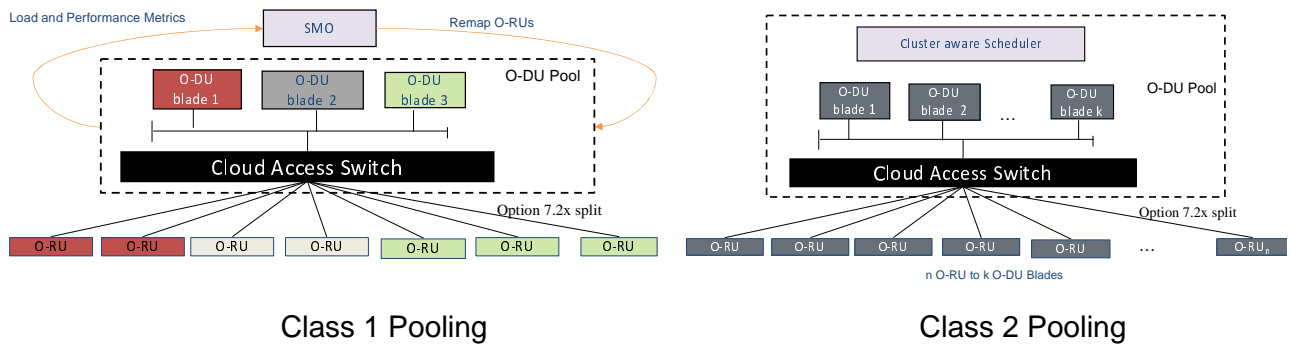 Load and Performance Metrics
SMO
Remap O-RUs
O-DU
blade 1
O-DU
blade 2
O-DU
blade 3
O-DU Pool
Cloud Access Switch
Option 7.2x split
O-RU
O-RU
O-RU
O-RU
O-RU
O-RU
O-RU
Class 1 Pooling
Cluster aware Scheduler
O-DU
blade 1
O-DU
blade 2
...
O-DU
blade k
O-DU Pool
Cloud Access Switch
Option 7.2x split
O-RU
O-RU
O-RU
O-RU
O-RU
...
O-RUn
n O-RU to k O-DU Blades
Class 2 Pooling